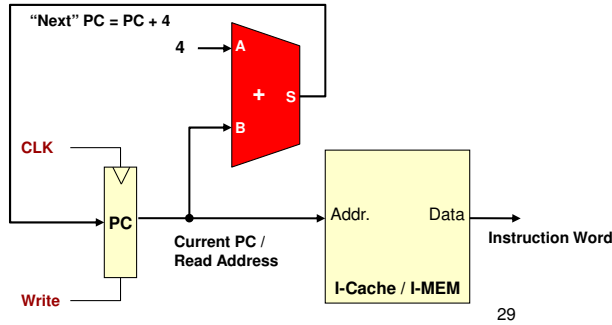 “Next” PC = PC + 4
4
A
+
S
B
CLK
PC
Addr.
Data
Instruction Word
Current PC /
Read Address
I-Cache / I-MEM
Write
29